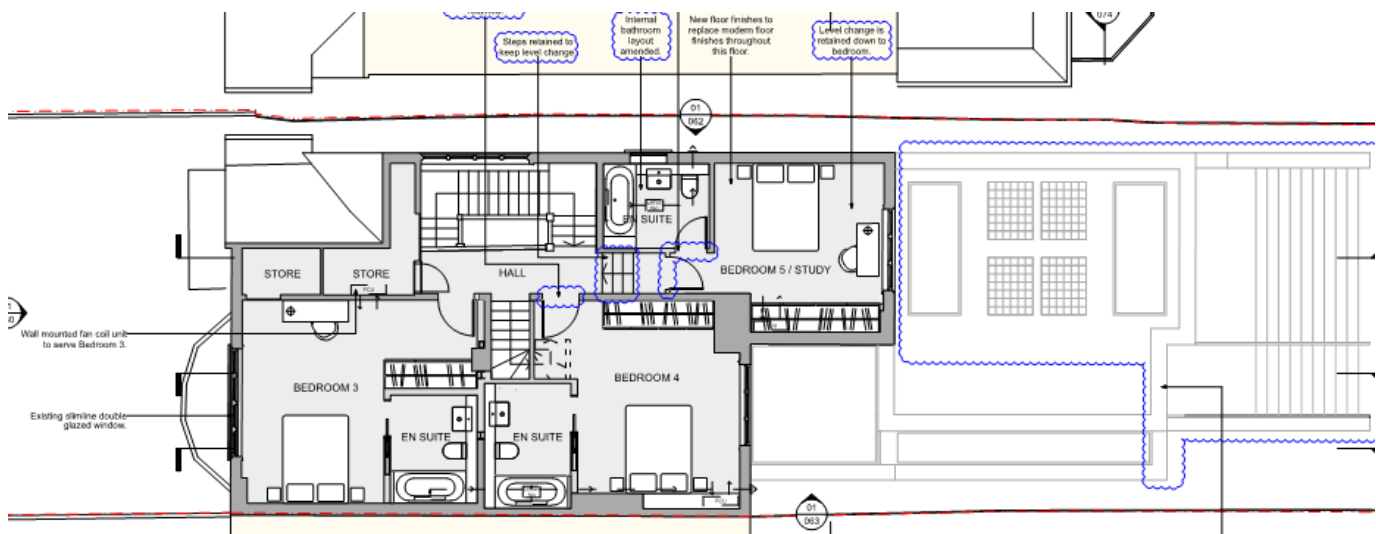 074
Internal
bathroom
layout
amended.
New floor finishes to
replace modern floor
finishes throughout
this floor.
Level change is
retained down to
bedroom.
Steps retained to
keep level change
01
062
EN SUITE
STORE
STORE
HALL
BEDROOM 5 / STUDY
FCU
Wall mounted fan coil unit
to serve Bedroom 3.
BEDROOM 3
BEDROOM 4
Existing slimline double
glazed window.
EN SUITE
EN SUITE
FCU
01
063